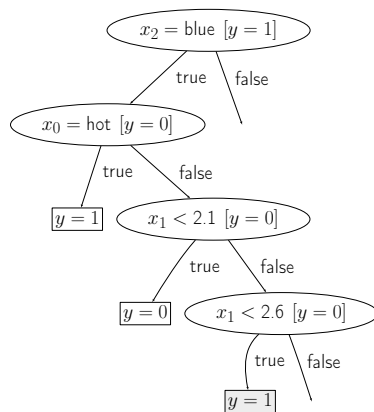 x₂ = blue [y = 1]
true
false
x₀ = hot [y = 0]
true
false
y = 1
x₁ < 2.1 [y = 0]
true
false
y = 0
x₁ < 2.6 [y = 0]
true
false
y = 1